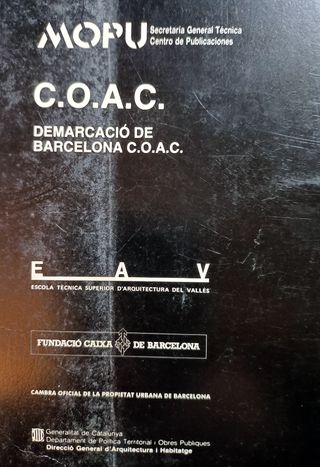 MOPU Secretaría General Técnica
Centro de Publicaciones
C.O.A.C.
DEMARCACIÓ DE
BARCELONA C.O.A.C.
E A V
ESCOLA TÈCNICA SUPERIOR D'ARQUITECTURA DEL VALLÈS
FUNDACIÓ CAIXA DE BARCELONA
CAMBRA OFICIAL DE LA PROPIETAT URBANA DE BARCELONA
Generalitat de Catalunya
Departament de Política Territorial i Obres Públiques
Direcció General d'Arquitectura i Habitatge